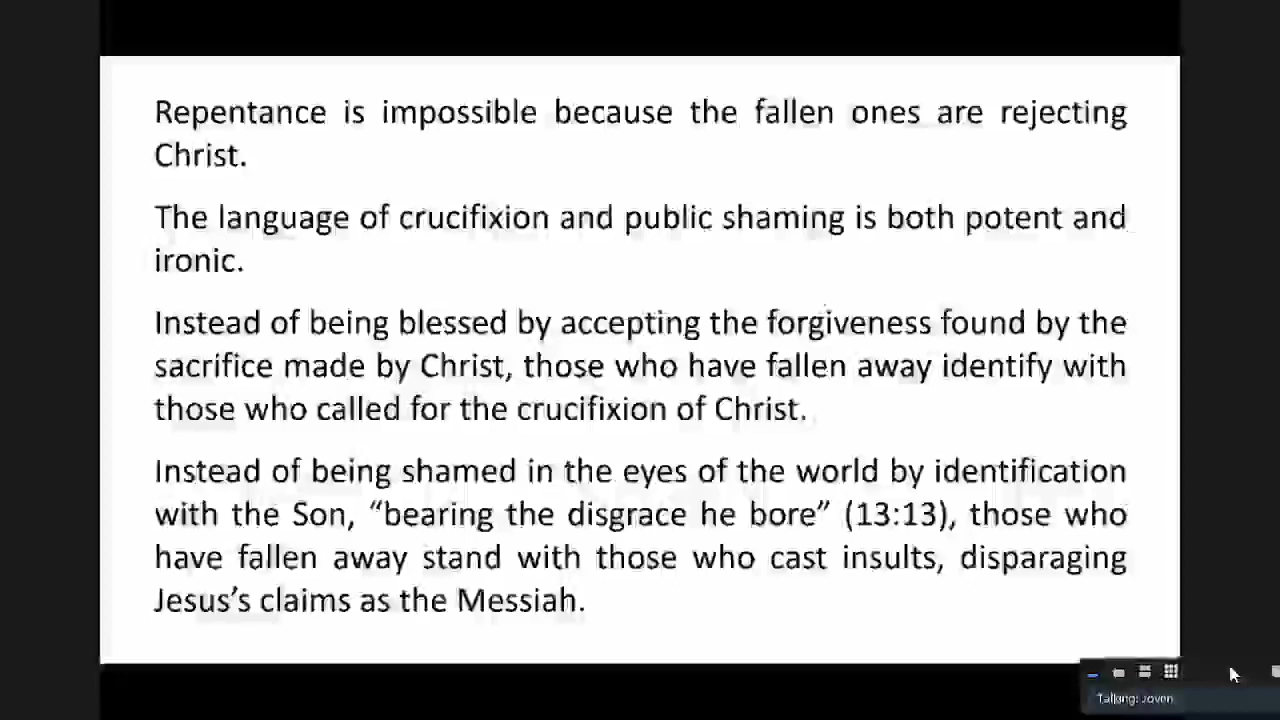 Repentance is impossible because the fallen ones are rejecting
Christ.
The language of crucifixion and public shaming is both potent and
ironic.
Instead of being blessed by accepting the forgiveness found by the
sacrifice made by Christ, those who have fallen away identify with
those who called for the crucifixion of Christ.
Instead of being shamed in the eyes of the world by identification
with the Son, “bearing the disgrace he bore” (13:13), those who
have fallen away stand with those who cast insults, disparaging
Jesus’s claims as the Messiah.
Talking: Joven